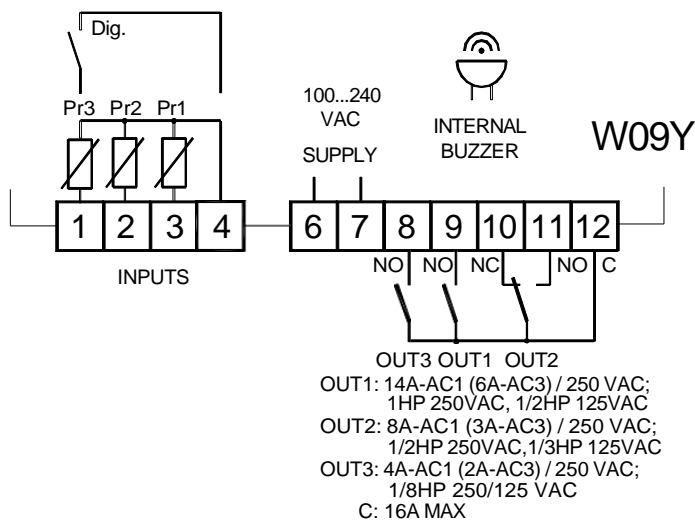 Dig.
Pr3 Pr2 Pr1
100...240
VAC
SUPPLY
INTERNAL
BUZZER
W09Y
1 2 3 4
INPUTS
6 7 8 9 10 11 12
NO NO NC NO C
OUT3 OUT1 OUT2
OUT1: 14A-AC1 (6A-AC3) / 250 VAC;
1HP 250VAC, 1/2HP 125VAC
OUT2: 8A-AC1 (3A-AC3) / 250 VAC;
1/2HP 250VAC,1/3HP 125VAC
OUT3: 4A-AC1 (2A-AC3) / 250 VAC;
1/8HP 250/125 VAC
C: 16A MAX